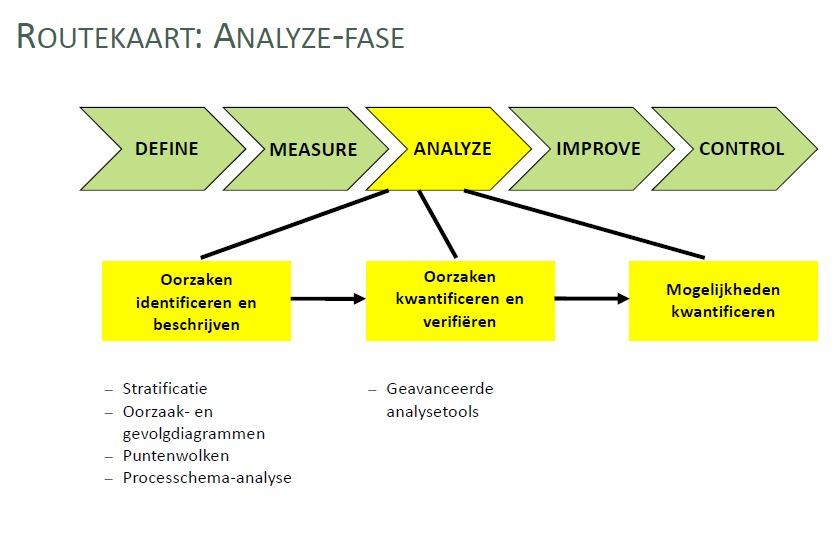 ROUTEKAART: ANALYZE-FASE
DEFINE
MEASURE
ANALYZE
IMPROVE
CONTROL
Oorzaken
identificeren en
beschrijven
Oorzaken
kwantificeren en
verifiëren
Mogelijkheden
kwantificeren
– Stratificatie
– Oorzaak- en
gevolgdiagrammen
– Puntenwolken
– Processchema-analyse
– Geavanceerde
analysetools